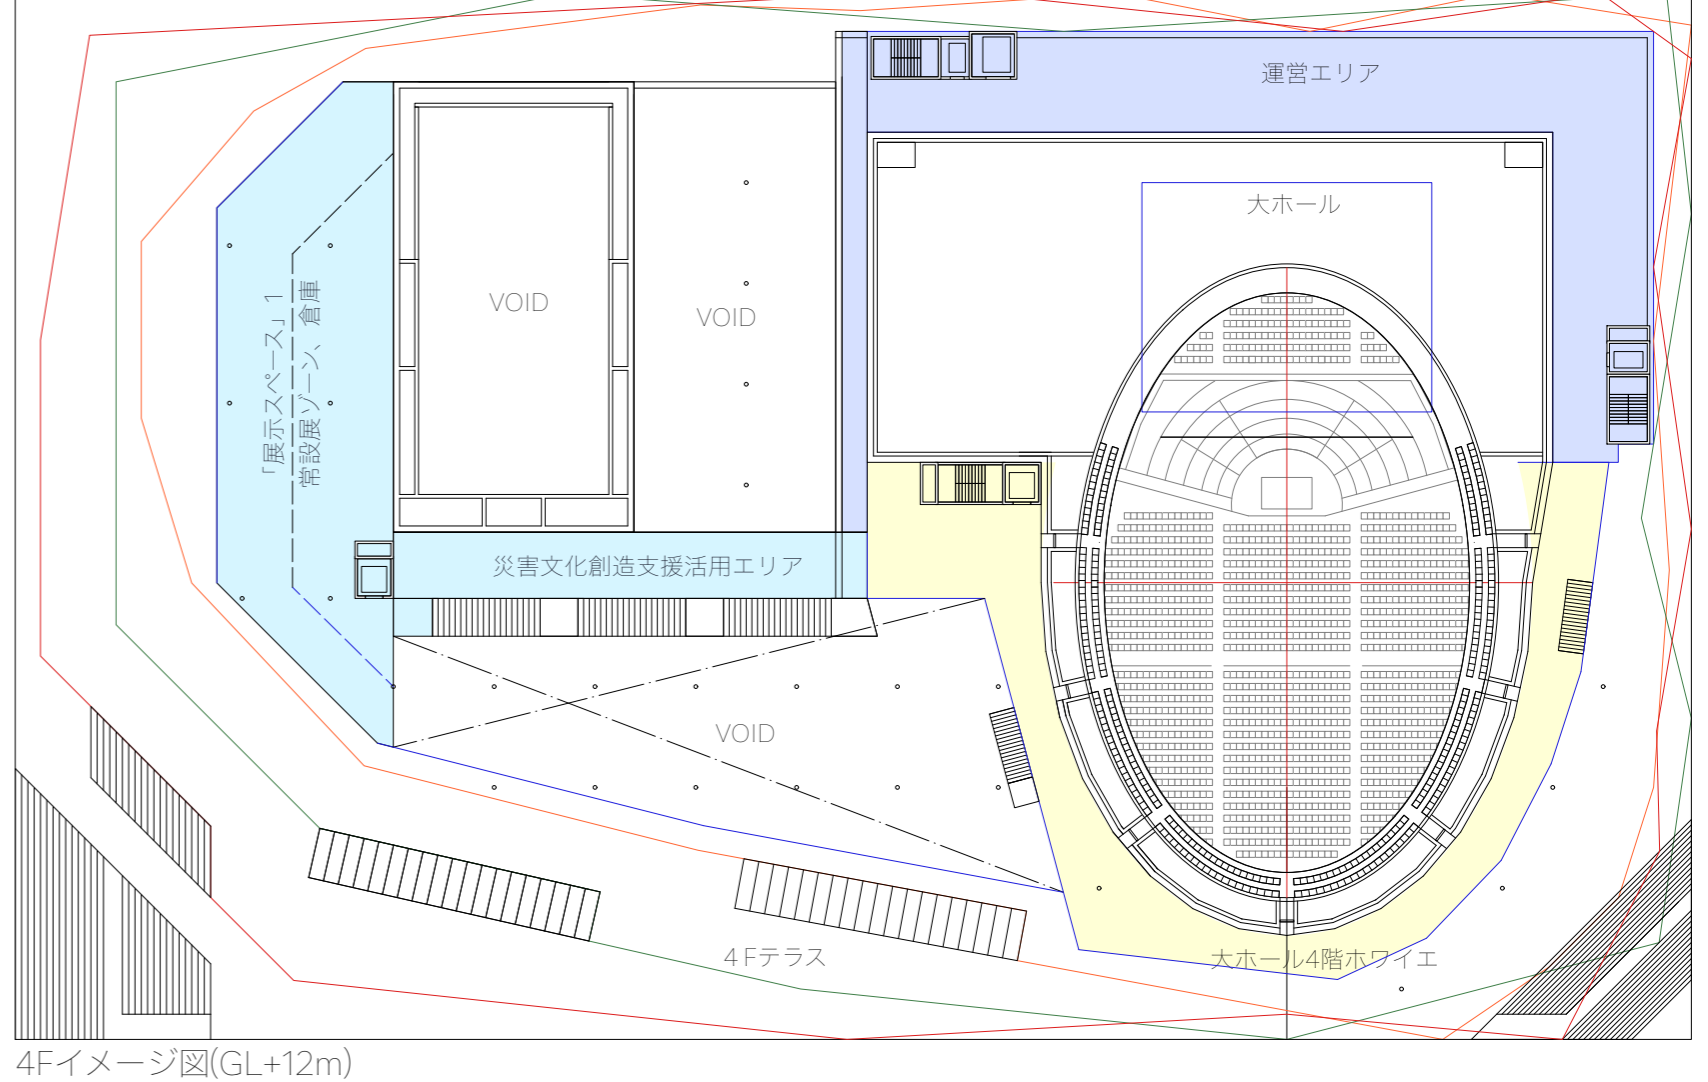 運営エリア
大ホール
VOID
VOID
「展示スペース」1
常設展ゾーン、倉庫
災害文化創造支援活用エリア
VOID
4Fテラス
大ホール4階ホワイエ
4Fイメージ図(GL+12m)